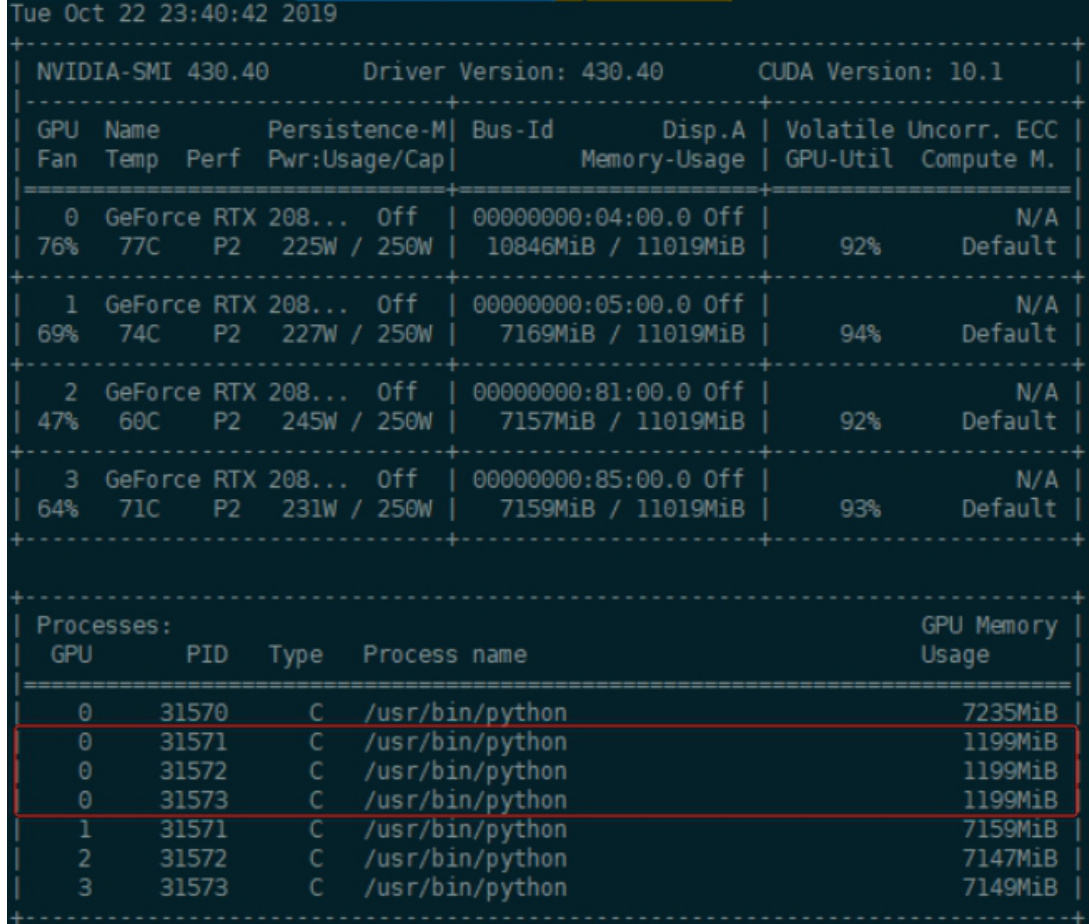 Tue Oct 22 23:40:42 2019
+-----------------------------------------------------------------------------+
| NVIDIA-SMI 430.40       Driver Version: 430.40       CUDA Version: 10.1     |
|-------------------------------+----------------------+----------------------+
| GPU  Name        Persistence-M| Bus-Id        Disp.A | Volatile Uncorr. ECC |
| Fan  Temp  Perf  Pwr:Usage/Cap|         Memory-Usage | GPU-Util  Compute M. |
|===============================+======================+======================|
|   0  GeForce RTX 208...  Off  | 00000000:04:00.0 Off |                  N/A |
| 76%   77C    P2   225W / 250W |  10846MiB / 11019MiB |     92%      Default |
+-------------------------------+----------------------+----------------------+
|   1  GeForce RTX 208...  Off  | 00000000:05:00.0 Off |                  N/A |
| 69%   74C    P2   227W / 250W |   7169MiB / 11019MiB |     94%      Default |
+-------------------------------+----------------------+----------------------+
|   2  GeForce RTX 208...  Off  | 00000000:81:00.0 Off |                  N/A |
| 47%   60C    P2   245W / 250W |   7157MiB / 11019MiB |     92%      Default |
+-------------------------------+----------------------+----------------------+
|   3  GeForce RTX 208...  Off  | 00000000:85:00.0 Off |                  N/A |
| 64%   71C    P2   231W / 250W |   7159MiB / 11019MiB |     93%      Default |
+-------------------------------+----------------------+----------------------+

+-----------------------------------------------------------------------------+
| Processes:                                                       GPU Memory |
|  GPU       PID   Type   Process name                             Usage      |
|=============================================================================|
|    0     31570      C   /usr/bin/python                             7235MiB |
|    0     31571      C   /usr/bin/python                             1199MiB |
|    0     31572      C   /usr/bin/python                             1199MiB |
|    0     31573      C   /usr/bin/python                             1199MiB |
|    1     31571      C   /usr/bin/python                             7159MiB |
|    2     31572      C   /usr/bin/python                             7147MiB |
|    3     31573      C   /usr/bin/python                             7149MiB |
+-----------------------------------------------------------------------------+